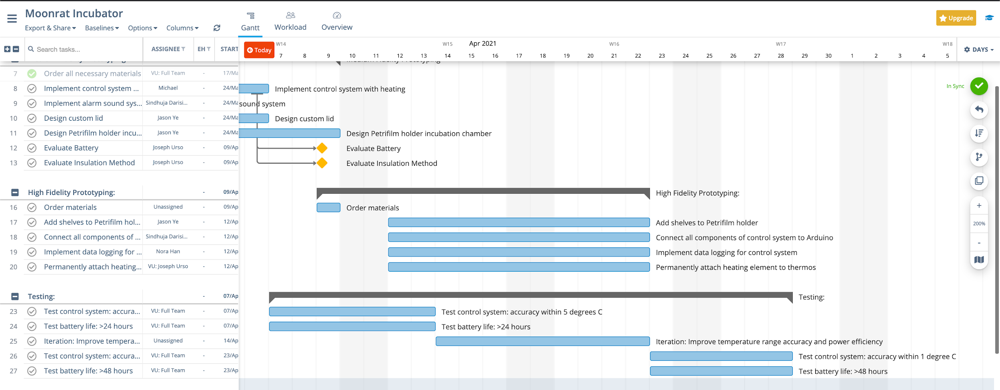 Moonrat Incubator
Export & Share Baselines Options Columns
Gantt Workload Overview
Upgrade
Search tasks... ASSIGNEE EH START
Today
W14 W15 Apr 2021 W16 W17 W18
7 8 9 10 11 12 13 14 15 16 17 18 19 20 21 22 23 24 25 26 27 28 29 30 1 2 3 4 5
DAYS
Medium Fidelity Prototyping
7 Order all necessary materials VU: Full Team - 17/Ma
8 Implement control system ... Michael - 24/Ma Implement control system with heating
9 Implement alarm sound sys... Sindhuja Darisi... - 24/Ma sound system
10 Design custom lid Jason Ye - 24/Ma Design custom lid
11 Design Petrifilm holder incu... Jason Ye - 24/Ma Design Petrifilm holder incubation chamber
12 Evaluate Battery Joseph Urso - 09/Ap Evaluate Battery
13 Evaluate Insulation Method Joseph Urso - 09/Ap Evaluate Insulation Method
High Fidelity Prototyping: - 09/Ap High Fidelity Prototyping:
16 Order materials Unassigned - 09/Ap Order materials
17 Add shelves to Petrifilm hol... Jason Ye - 12/Ap Add shelves to Petrifilm holder
18 Connect all components of ... Sindhuja Darisi... - 12/Ap Connect all components of control system to Arduino
19 Implement data logging for ... Nora Han - 12/Ap Implement data logging for control system
20 Permanently attach heating... VU: Joseph Urso - 12/Ap Permanently attach heating element to thermos
Testing: - 07/Ap Testing:
23 Test control system: accura... VU: Full Team - 07/Ap Test control system: accuracy within 5 degrees C
24 Test battery life: >24 hours VU: Full Team - 07/Ap Test battery life: >24 hours
25 Iteration: Improve tempera... Unassigned - 14/Ap Iteration: Improve temperature range accuracy and power efficiency
26 Test control system: accura... VU: Full Team - 23/Ap Test control system: accuracy within 1 degree C
27 Test battery life: >48 hours VU: Full Team - 23/Ap Test battery life: >48 hours
In Sync
+
200%
-